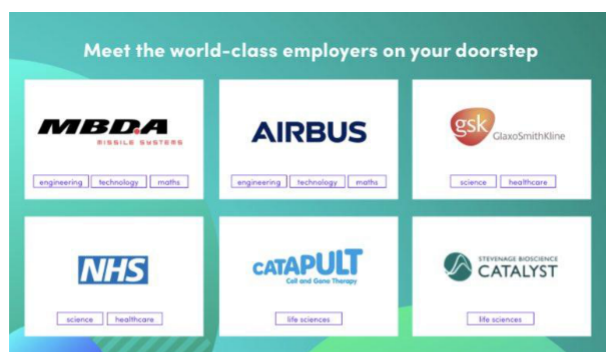 Meet the world-class employers on your doorstep
MBDA
MISSILE SYSTEMS
engineering technology maths
AIRBUS
engineering technology maths
gsk
GlaxoSmithKline
science healthcare
NHS
science healthcare
CATAPULT
Cell and Gene Therapy
life sciences
STEVENAGE BIOSCIENCE
CATALYST
life sciences